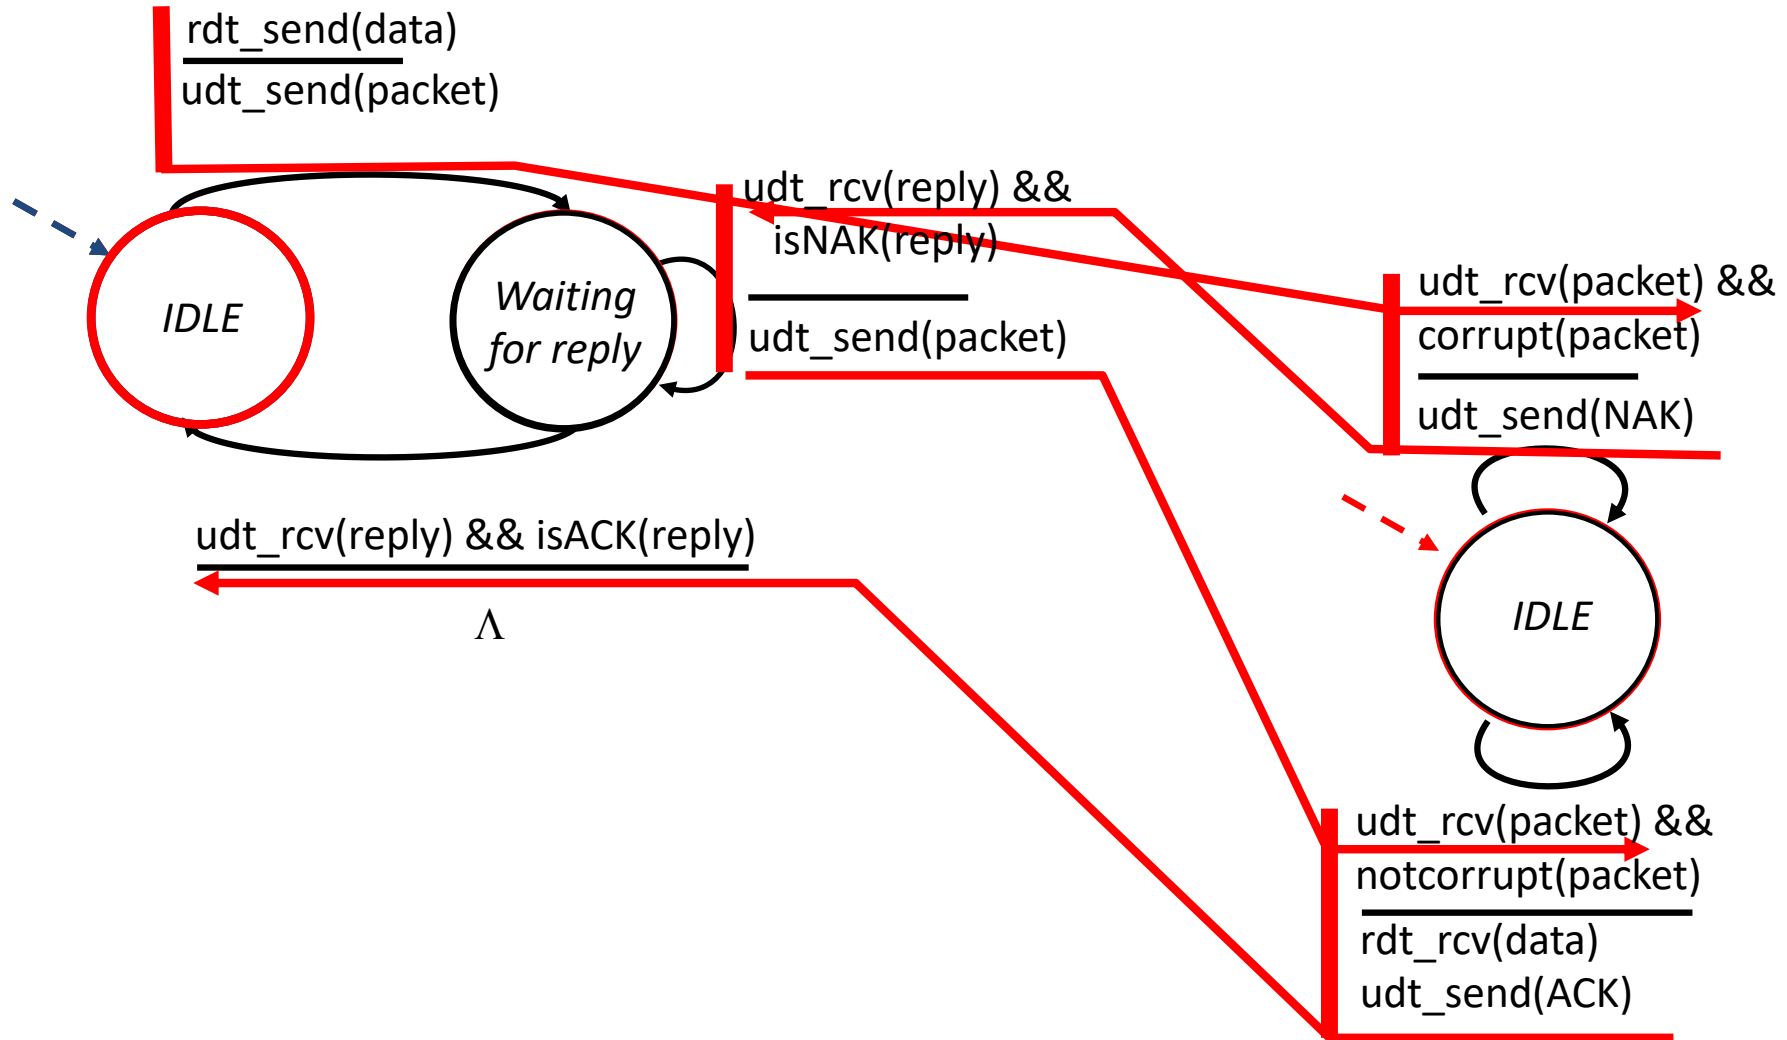 rdt_send(data)
udt_send(packet)
IDLE
Waiting
for reply
udt_rcv(reply) &&
isNAK(reply)
udt_send(packet)
udt_rcv(reply) && isACK(reply)
Λ
udt_rcv(packet) &&
corrupt(packet)
udt_send(NAK)
IDLE
udt_rcv(packet) &&
notcorrupt(packet)
rdt_rcv(data)
udt_send(ACK)